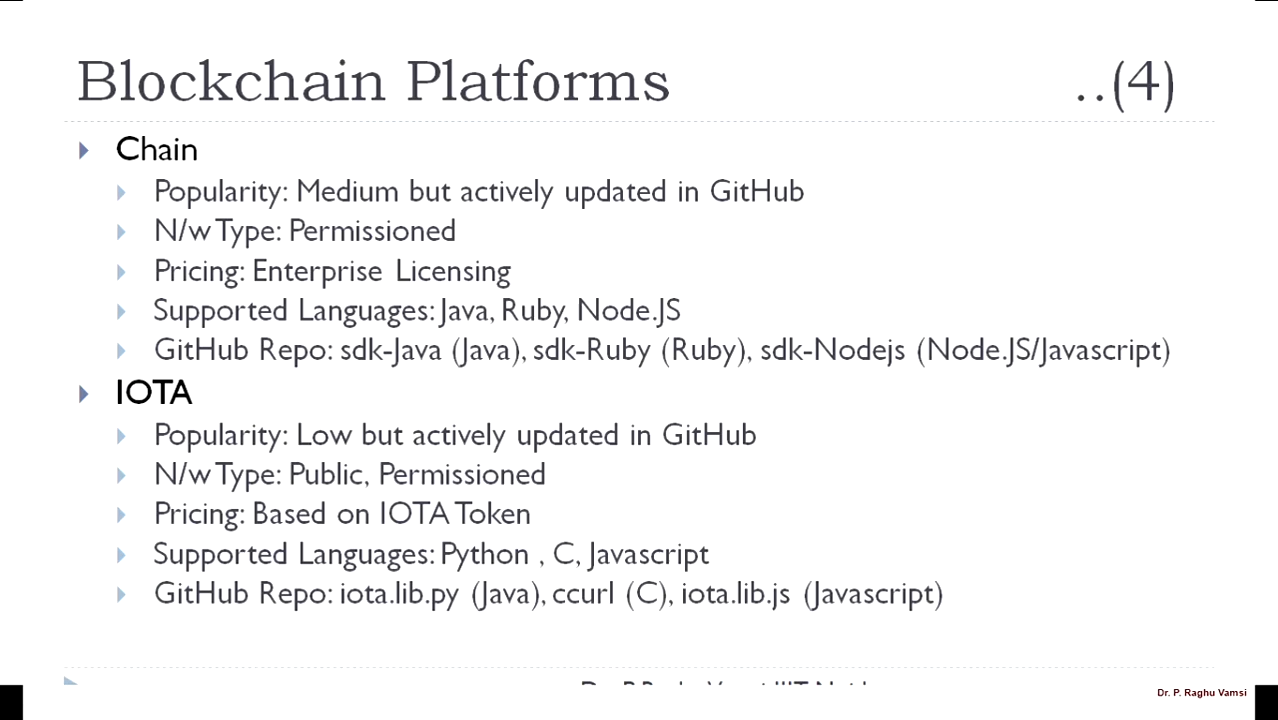 Blockchain Platforms ..(4)
Chain
Popularity: Medium but actively updated in GitHub
N/w Type: Permissioned
Pricing: Enterprise Licensing
Supported Languages: Java, Ruby, Node.JS
GitHub Repo: sdk-Java (Java), sdk-Ruby (Ruby), sdk-Nodejs (Node.JS/Javascript)
IOTA
Popularity: Low but actively updated in GitHub
N/w Type: Public, Permissioned
Pricing: Based on IOTA Token
Supported Languages: Python , C, Javascript
GitHub Repo: iota.lib.py (Java), ccurl (C), iota.lib.js (Javascript)
Dr. P. Raghu Vamsi